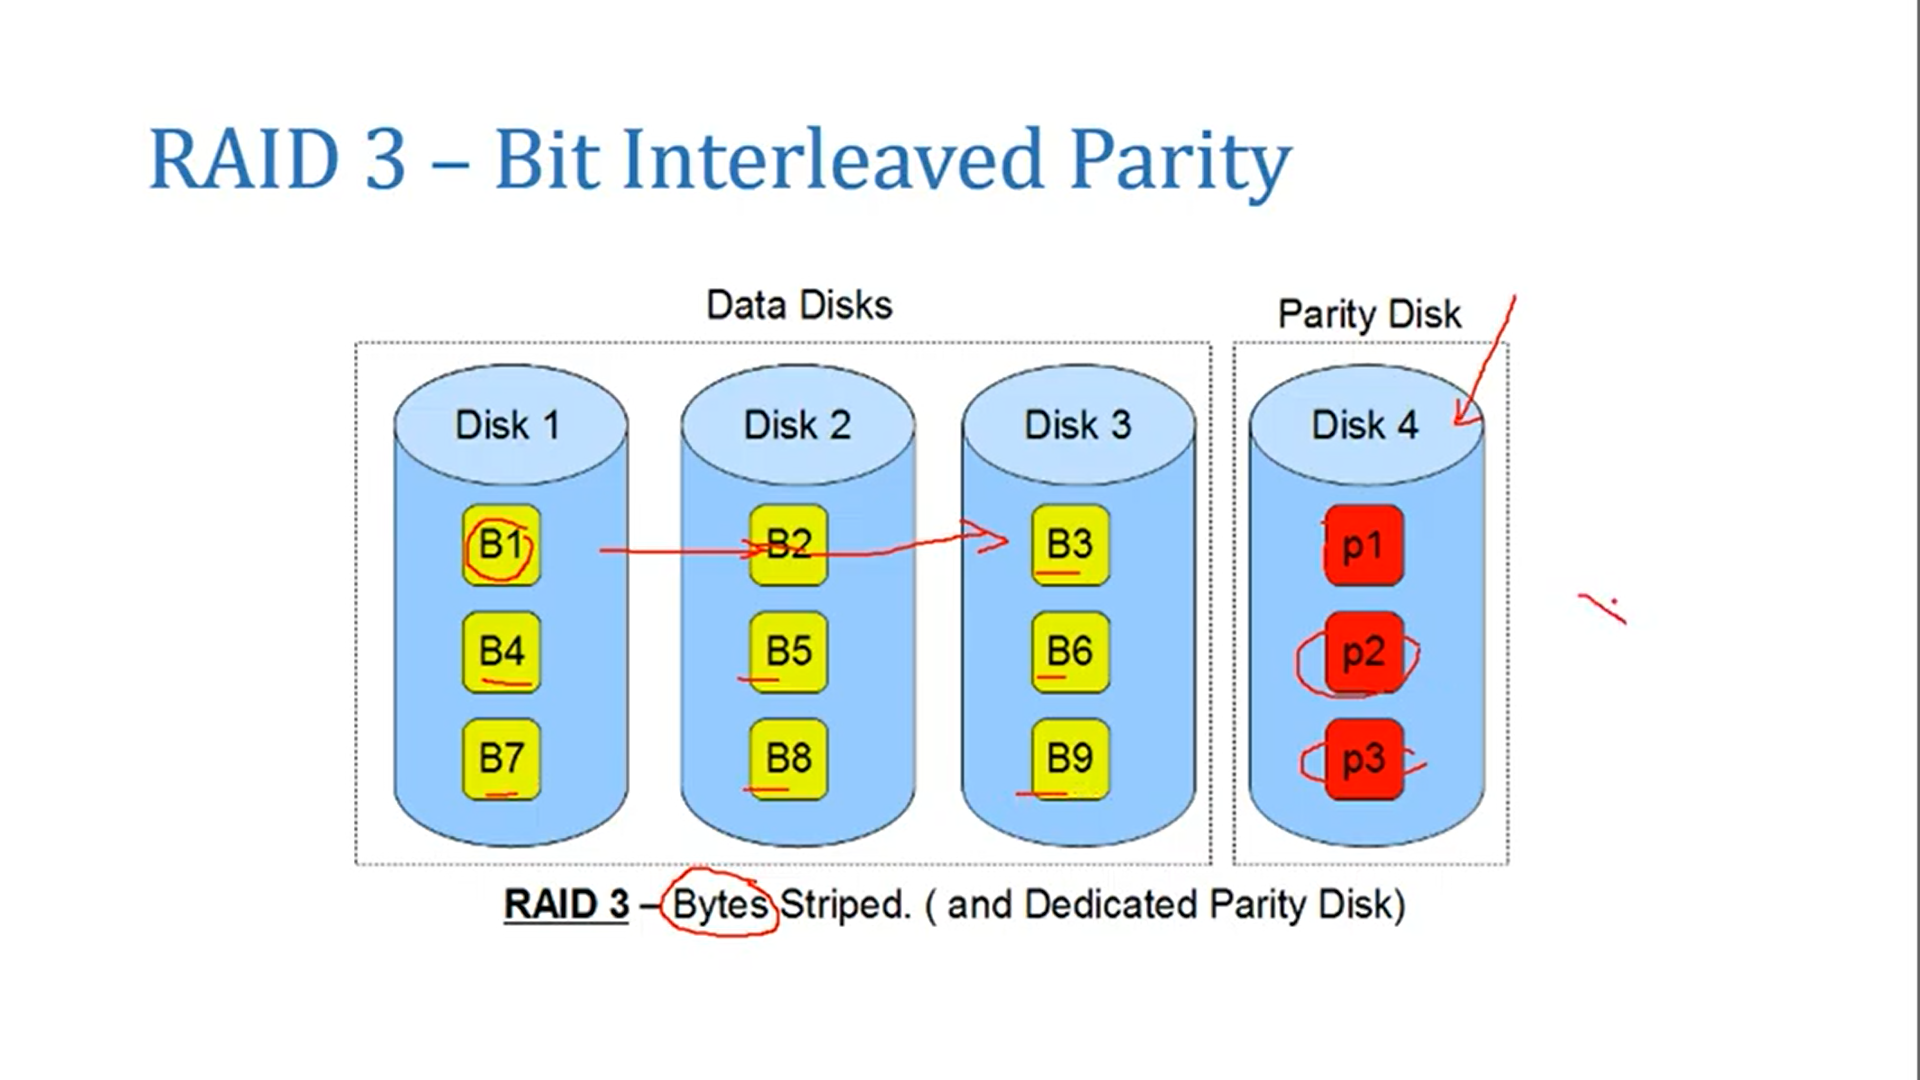 RAID 3 – Bit Interleaved Parity
Data Disks
Parity Disk
Disk 1 Disk 2 Disk 3 Disk 4
B1 B2 B3 p1
B4 B5 B6 p2
B7 B8 B9 p3
RAID 3 – Bytes Striped. ( and Dedicated Parity Disk)